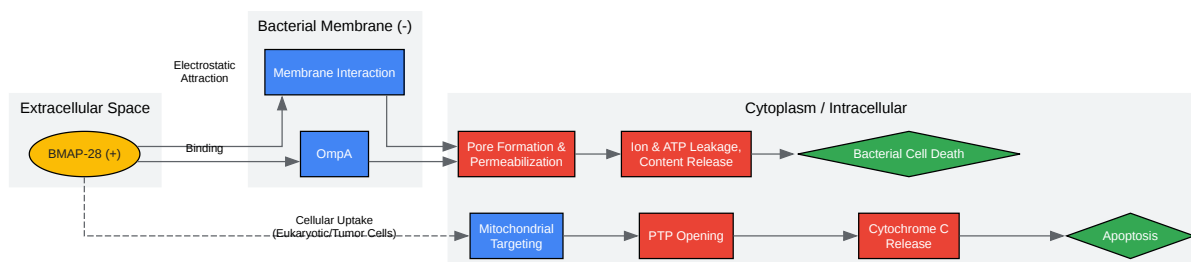 Bacterial Membrane (-)
Electrostatic
Attraction
Membrane Interaction
Extracellular Space
Cytoplasm / Intracellular
BMAP-28 (+)
Binding
OmpA
Pore Formation &
Permeabilization
Ion & ATP Leakage,
Content Release
Bacterial Cell Death
Cellular Uptake
(Eukaryotic/Tumor Cells)
Mitochondrial
Targeting
PTP Opening
Cytochrome C
Release
Apoptosis